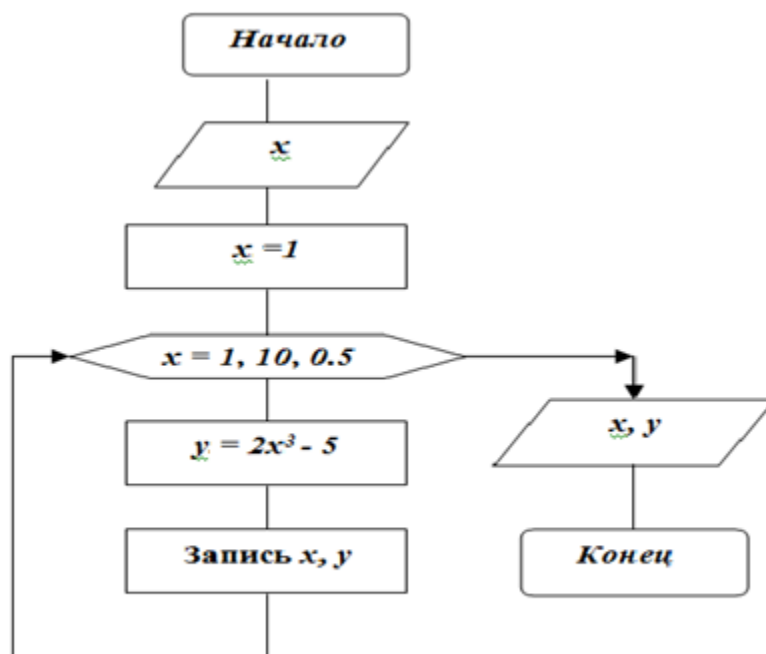 Начало
x
x =1
x = 1, 10, 0.5
y = 2x³ - 5
x, y
Запись x, y
Конец